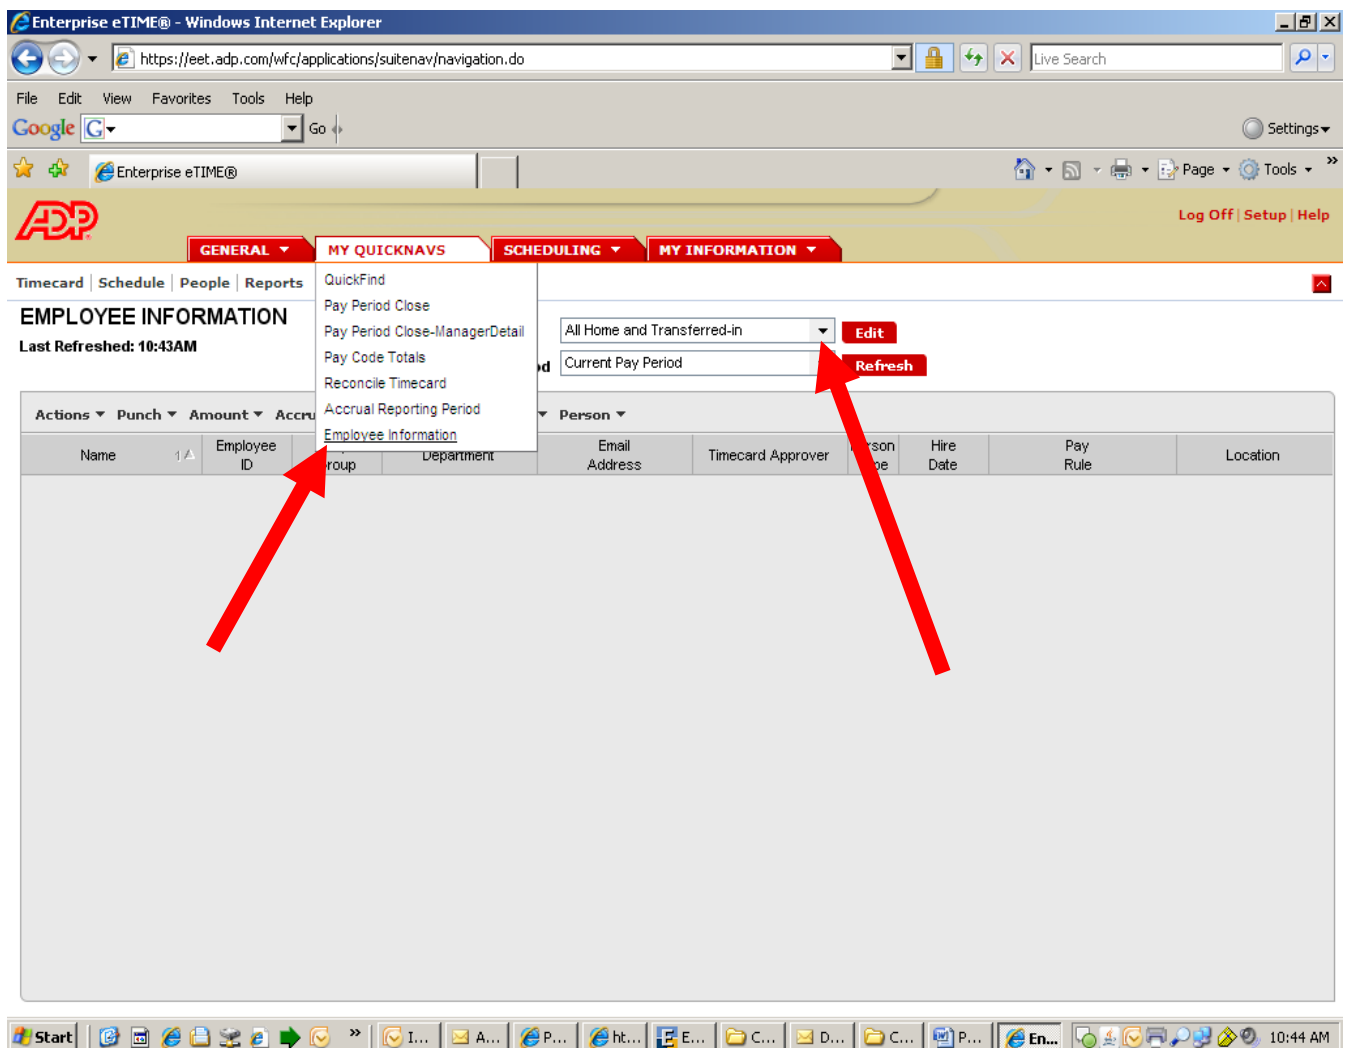 Enterprise eTIME® - Windows Internet Explorer
https://eet.adp.com/wfc/applications/suitenav/navigation.do
Live Search
File Edit View Favorites Tools Help
Google G Go Settings
Enterprise eTIME®
Page Tools »
ADP
Log Off | Setup | Help
GENERAL MY QUICKNAVS SCHEDULING MY INFORMATION
Timecard | Schedule | People | Reports
QuickFind
Pay Period Close
Pay Period Close-ManagerDetail
Pay Code Totals
Reconcile Timecard
Accrual Reporting Period
Employee Information
EMPLOYEE INFORMATION
Last Refreshed: 10:43AM
All Home and Transferred-in Edit
Current Pay Period Refresh
Actions Punch Amount Person
Name 1 Employee ID Department Email Address Timecard Approver Hire Date Pay Rule Location
Start » I... A... P... ht... E... C... D... C... P... En... 10:44 AM